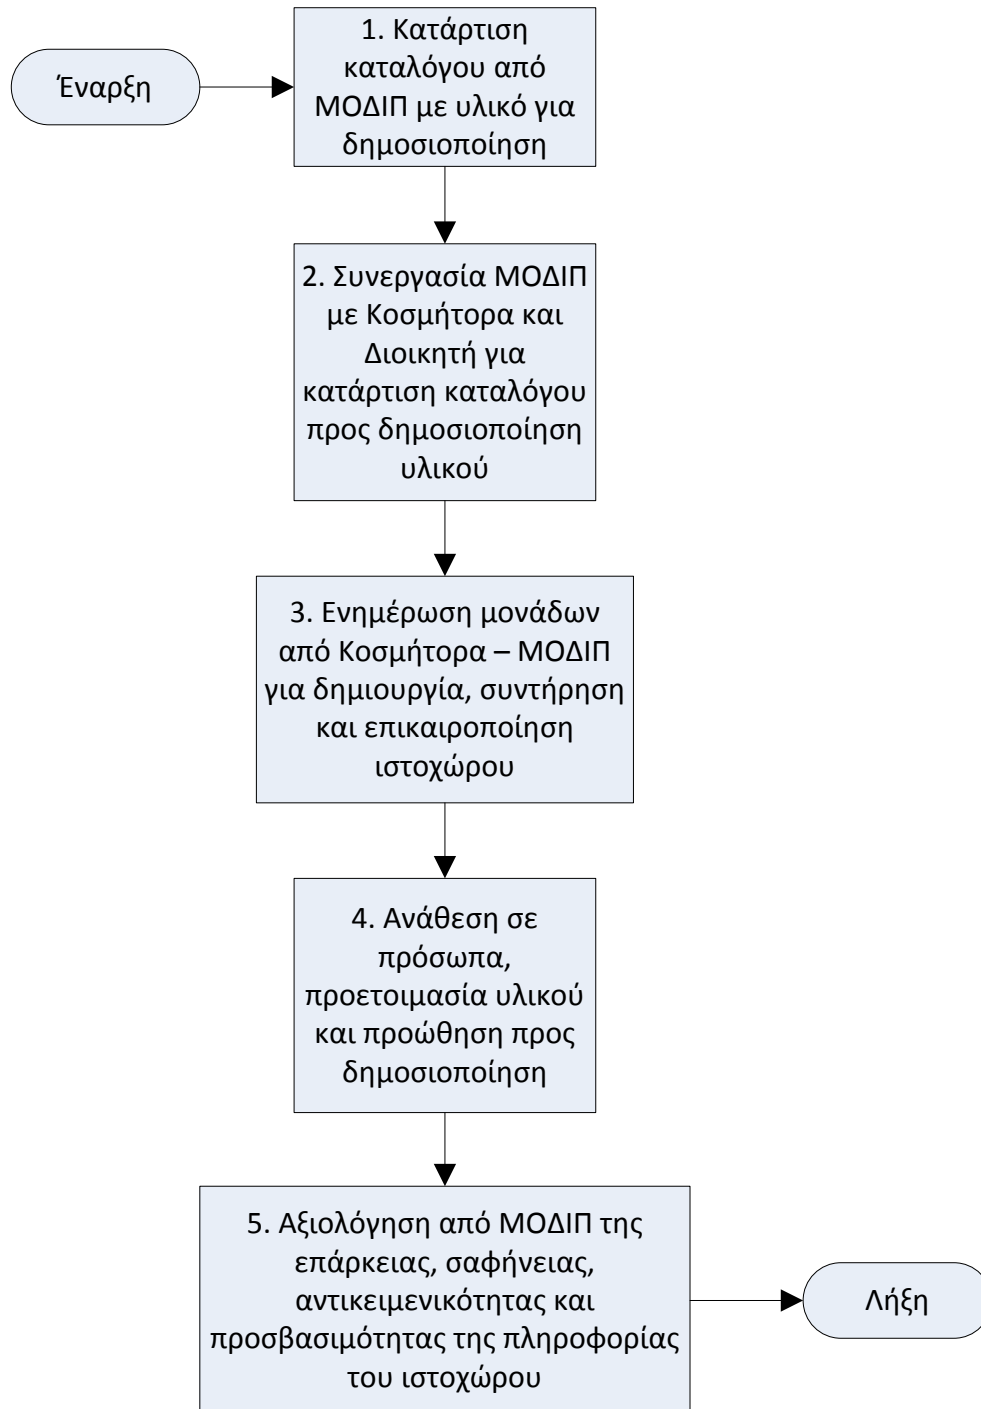 Έναρξη
1. Κατάρτιση
καταλόγου από
ΜΟΔΙΠ με υλικό για
δημοσιοποίηση
2. Συνεργασία ΜΟΔΙΠ
με Κοσμήτορα και
Διοικητή για
κατάρτιση καταλόγου
προς δημοσιοποίηση
υλικού
3. Ενημέρωση μονάδων
από Κοσμήτορα – ΜΟΔΙΠ
για δημιουργία, συντήρηση
και επικαιροποίηση
ιστοχώρου
4. Ανάθεση σε
πρόσωπα,
προετοιμασία υλικού
και προώθηση προς
δημοσιοποίηση
5. Αξιολόγηση από ΜΟΔΙΠ της
επάρκειας, σαφήνειας,
αντικειμενικότητας και
προσβασιμότητας της πληροφορίας
του ιστοχώρου
Λήξη